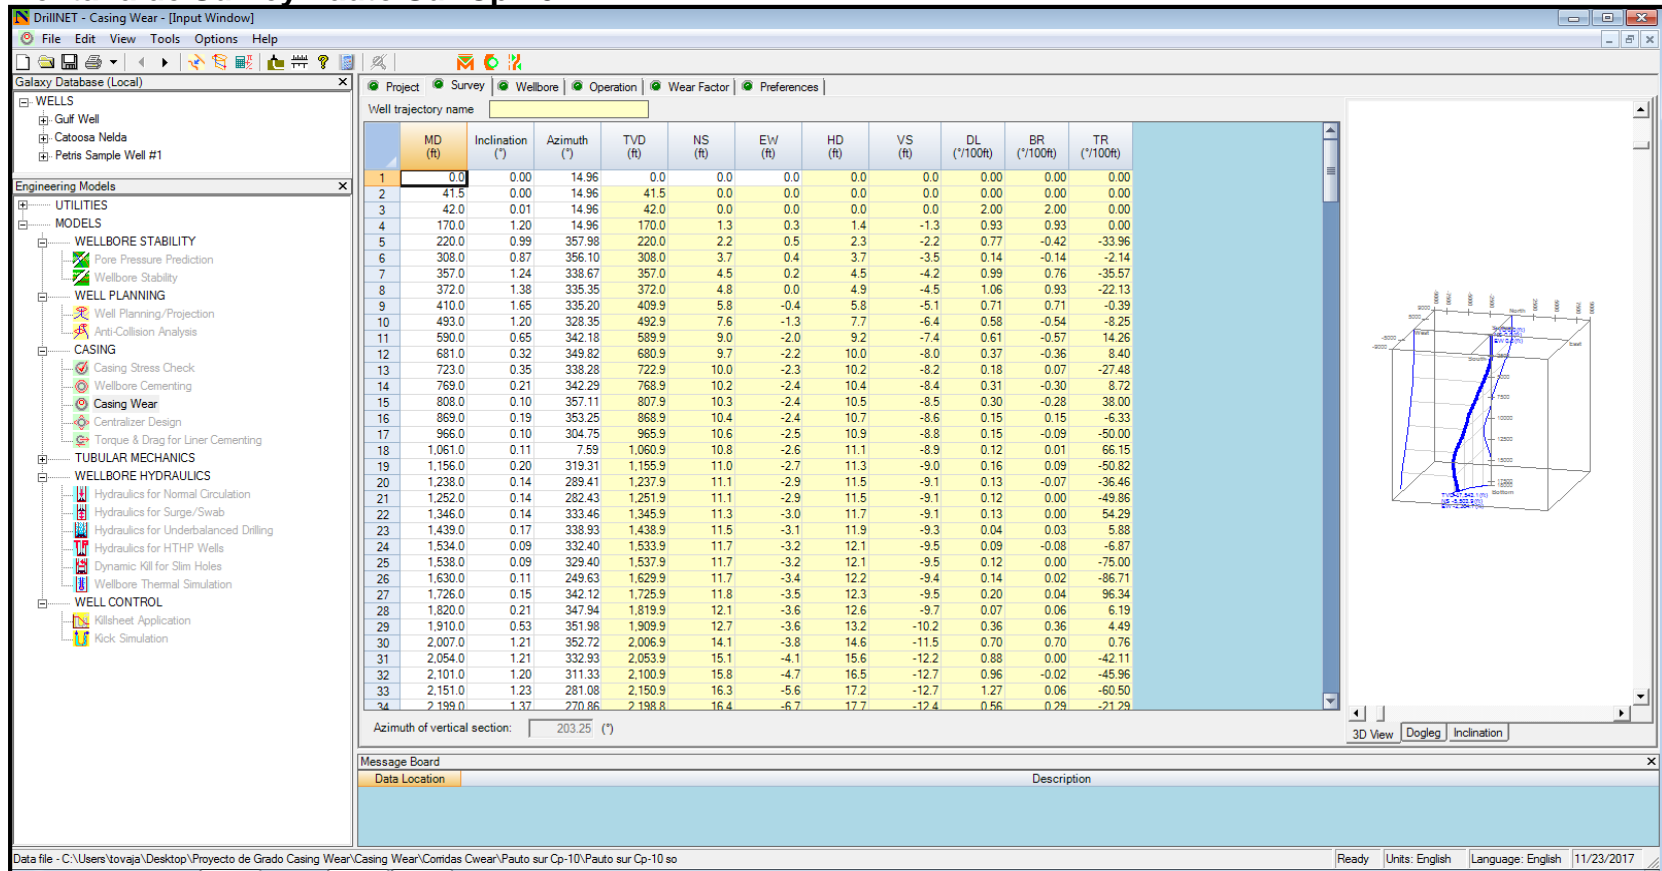 DrillNET - Casing Wear - [Input Window]
File Edit View Tools Options Help
Galaxy Database (Local)
WELLS
Gulf Well
Catoosa Nelda
Petris Sample Well #1
Engineering Models
UTILITIES
MODELS
WELLBORE STABILITY
Pore Pressure Prediction
Wellbore Stability
WELL PLANNING
Well Planning/Projection
Anti-Collision Analysis
CASING
Casing Stress Check
Wellbore Cementing
Casing Wear
Centralizer Design
Torque & Drag for Liner Cementing
TUBULAR MECHANICS
WELLBORE HYDRAULICS
Hydraulics for Normal Circulation
Hydraulics for Surge/Swab
Hydraulics for Underbalanced Drilling
Hydraulics for HTHP Wells
Dynamic Kill for Slim Holes
Wellbore Thermal Simulation
WELL CONTROL
Killsheet Application
Kick Simulation
Project Survey Wellbore Operation Wear Factor Preferences
Well trajectory name
MD Inclination Azimuth TVD NS EW HD VS DL BR TR
(ft) (°) (°) (ft) (ft) (ft) (ft) (ft) (°/100ft) (°/100ft) (°/100ft)
1 0.0 0.00 14.96 0.0 0.0 0.0 0.0 0.0 0.00 0.00 0.00
2 41.5 0.00 14.96 41.5 0.0 0.0 0.0 0.0 0.00 0.00 0.00
3 42.0 0.01 14.96 42.0 0.0 0.0 0.0 0.0 2.00 2.00 0.00
4 170.0 1.20 14.96 170.0 1.3 0.3 1.4 -1.3 0.93 0.93 0.00
5 220.0 0.99 357.98 220.0 2.2 0.5 2.3 -2.2 0.77 -0.42 -33.96
6 308.0 0.87 356.10 308.0 3.7 0.4 3.7 -3.5 0.14 -0.14 -2.14
7 357.0 1.24 338.67 357.0 4.5 0.2 4.5 -4.2 0.99 0.76 -35.57
8 372.0 1.38 335.35 372.0 4.8 0.0 4.9 -4.5 1.06 0.93 -22.13
9 410.0 1.65 335.20 409.9 5.8 -0.4 5.8 -5.1 0.71 0.71 -0.39
10 493.0 1.20 328.35 492.9 7.6 -1.3 7.7 -6.4 0.58 -0.54 -8.25
11 590.0 0.65 342.18 589.9 9.0 -2.0 9.2 -7.4 0.61 -0.57 14.26
12 681.0 0.32 349.82 680.9 9.7 -2.2 10.0 -8.0 0.37 -0.36 8.40
13 723.0 0.35 338.28 722.9 10.0 -2.3 10.2 -8.2 0.18 0.07 -27.48
14 769.0 0.21 342.29 768.9 10.2 -2.4 10.4 -8.4 0.31 -0.30 8.72
15 808.0 0.10 357.11 807.9 10.3 -2.4 10.5 -8.5 0.30 -0.28 38.00
16 869.0 0.19 353.25 868.9 10.4 -2.4 10.7 -8.6 0.15 0.15 -6.33
17 966.0 0.10 304.75 965.9 10.6 -2.5 10.9 -8.8 0.15 -0.09 -50.00
18 1,061.0 0.11 7.59 1,060.9 10.8 -2.6 11.1 -8.9 0.12 0.01 66.15
19 1,156.0 0.20 319.31 1,155.9 11.0 -2.7 11.3 -9.0 0.16 0.09 -50.82
20 1,238.0 0.14 289.41 1,237.9 11.1 -2.9 11.5 -9.1 0.13 -0.07 -36.46
21 1,252.0 0.14 282.43 1,251.9 11.1 -2.9 11.5 -9.1 0.12 0.00 -49.86
22 1,346.0 0.14 333.46 1,345.9 11.3 -3.0 11.7 -9.1 0.13 0.00 54.29
23 1,439.0 0.17 338.93 1,438.9 11.5 -3.1 11.9 -9.3 0.04 0.03 5.88
24 1,534.0 0.09 332.40 1,533.9 11.7 -3.2 12.1 -9.5 0.09 -0.08 -6.87
25 1,538.0 0.09 329.40 1,537.9 11.7 -3.2 12.1 -9.5 0.12 0.00 -75.00
26 1,630.0 0.11 249.63 1,629.9 11.7 -3.4 12.2 -9.4 0.14 0.02 -86.71
27 1,726.0 0.15 342.12 1,725.9 11.8 -3.5 12.3 -9.5 0.20 0.04 96.34
28 1,820.0 0.21 347.94 1,819.9 12.1 -3.6 12.6 -9.7 0.07 0.06 6.19
29 1,910.0 0.53 351.98 1,909.9 12.7 -3.6 13.2 -10.2 0.36 0.36 4.49
30 2,007.0 1.21 352.72 2,006.9 14.1 -3.8 14.6 -11.5 0.70 0.70 0.76
31 2,054.0 1.21 332.93 2,053.9 15.1 -4.1 15.6 -12.2 0.88 0.00 -42.11
32 2,101.0 1.20 311.33 2,100.9 15.8 -4.7 16.5 -12.7 0.96 -0.02 -45.96
33 2,151.0 1.23 281.08 2,150.9 16.3 -5.6 17.2 -12.7 1.27 0.06 -60.50
34 2,199.0 1.37 270.86 2,198.8 16.4 -6.7 17.7 -12.4 0.56 0.29 -21.29
Azimuth of vertical section: 203.25 (°)
North
West
East
South
7500
10000
12500
15000
Bottom
3D View Dogleg Inclination
Message Board
Data Location Description
Data file - C:\Users\tovaja\Desktop\Proyecto de Grado Casing Wear\Casing Wear\Corridas Cwear\Pauto sur Cp-10\Pauto sur Cp-10 so
Ready Units: English Language: English 11/23/2017